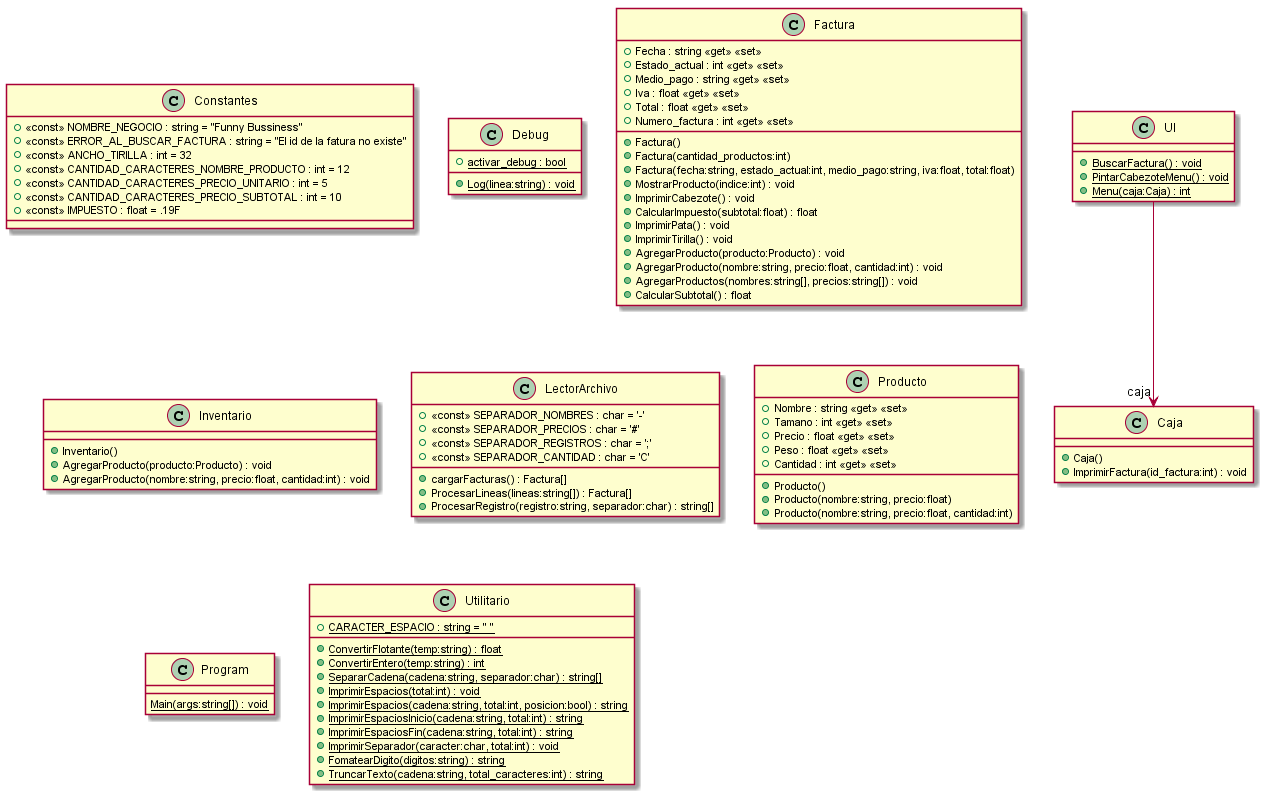 C Constantes
«const» NOMBRE_NEGOCIO : string = "Funny Bussiness"
«const» ERROR_AL_BUSCAR_FACTURA : string = "El id de la fatura no existe"
«const» ANCHO_TIRILLA : int = 32
«const» CANTIDAD_CARACTERES_NOMBRE_PRODUCTO : int = 12
«const» CANTIDAD_CARACTERES_PRECIO_UNITARIO : int = 5
«const» CANTIDAD_CARACTERES_PRECIO_SUBTOTAL : int = 10
«const» IMPUESTO : float = .19F
C Debug
activar_debug : bool
Log(linea:string) : void
C Factura
Fecha : string «get» «set»
Estado_actual : int «get» «set»
Medio_pago : string «get» «set»
Iva : float «get» «set»
Total : float «get» «set»
Numero_factura : int «get» «set»
Factura()
Factura(cantidad_productos:int)
Factura(fecha:string, estado_actual:int, medio_pago:string, iva:float, total:float)
MostrarProducto(indice:int) : void
ImprimirCabezote() : void
CalcularImpuesto(subtotal:float) : float
ImprimirPata() : void
ImprimirTirilla() : void
AgregarProducto(producto:Producto) : void
AgregarProducto(nombre:string, precio:float, cantidad:int) : void
AgregarProductos(nombres:string[], precios:string[]) : void
CalcularSubtotal() : float
C UI
BuscarFactura() : void
PintarCabezoteMenu() : void
Menu(caja:Caja) : int
caja
C Inventario
Inventario()
AgregarProducto(producto:Producto) : void
AgregarProducto(nombre:string, precio:float, cantidad:int) : void
C LectorArchivo
«const» SEPARADOR_NOMBRES : char = '-'
«const» SEPARADOR_PRECIOS : char = '#'
«const» SEPARADOR_REGISTROS : char = ';'
«const» SEPARADOR_CANTIDAD : char = 'C'
cargarFacturas() : Factura[]
ProcesarLineas(lineas:string[]) : Factura[]
ProcesarRegistro(registro:string, separador:char) : string[]
C Producto
Nombre : string «get» «set»
Tamano : int «get» «set»
Precio : float «get» «set»
Peso : float «get» «set»
Cantidad : int «get» «set»
Producto()
Producto(nombre:string, precio:float)
Producto(nombre:string, precio:float, cantidad:int)
C Caja
Caja()
ImprimirFactura(id_factura:int) : void
C Program
Main(args:string[]) : void
C Utilitario
CARACTER_ESPACIO : string = " "
ConvertirFlotante(temp:string) : float
ConvertirEntero(temp:string) : int
SepararCadena(cadena:string, separador:char) : string[]
ImprimirEspacios(total:int) : void
ImprimirEspacios(cadena:string, total:int, posicion:bool) : string
ImprimirEspaciosInicio(cadena:string, total:int) : string
ImprimirEspaciosFin(cadena:string, total:int) : string
ImprimirSeparador(caracter:char, total:int) : void
FomatearDigito(digitos:string) : string
TruncarTexto(cadena:string, total_caracteres:int) : string